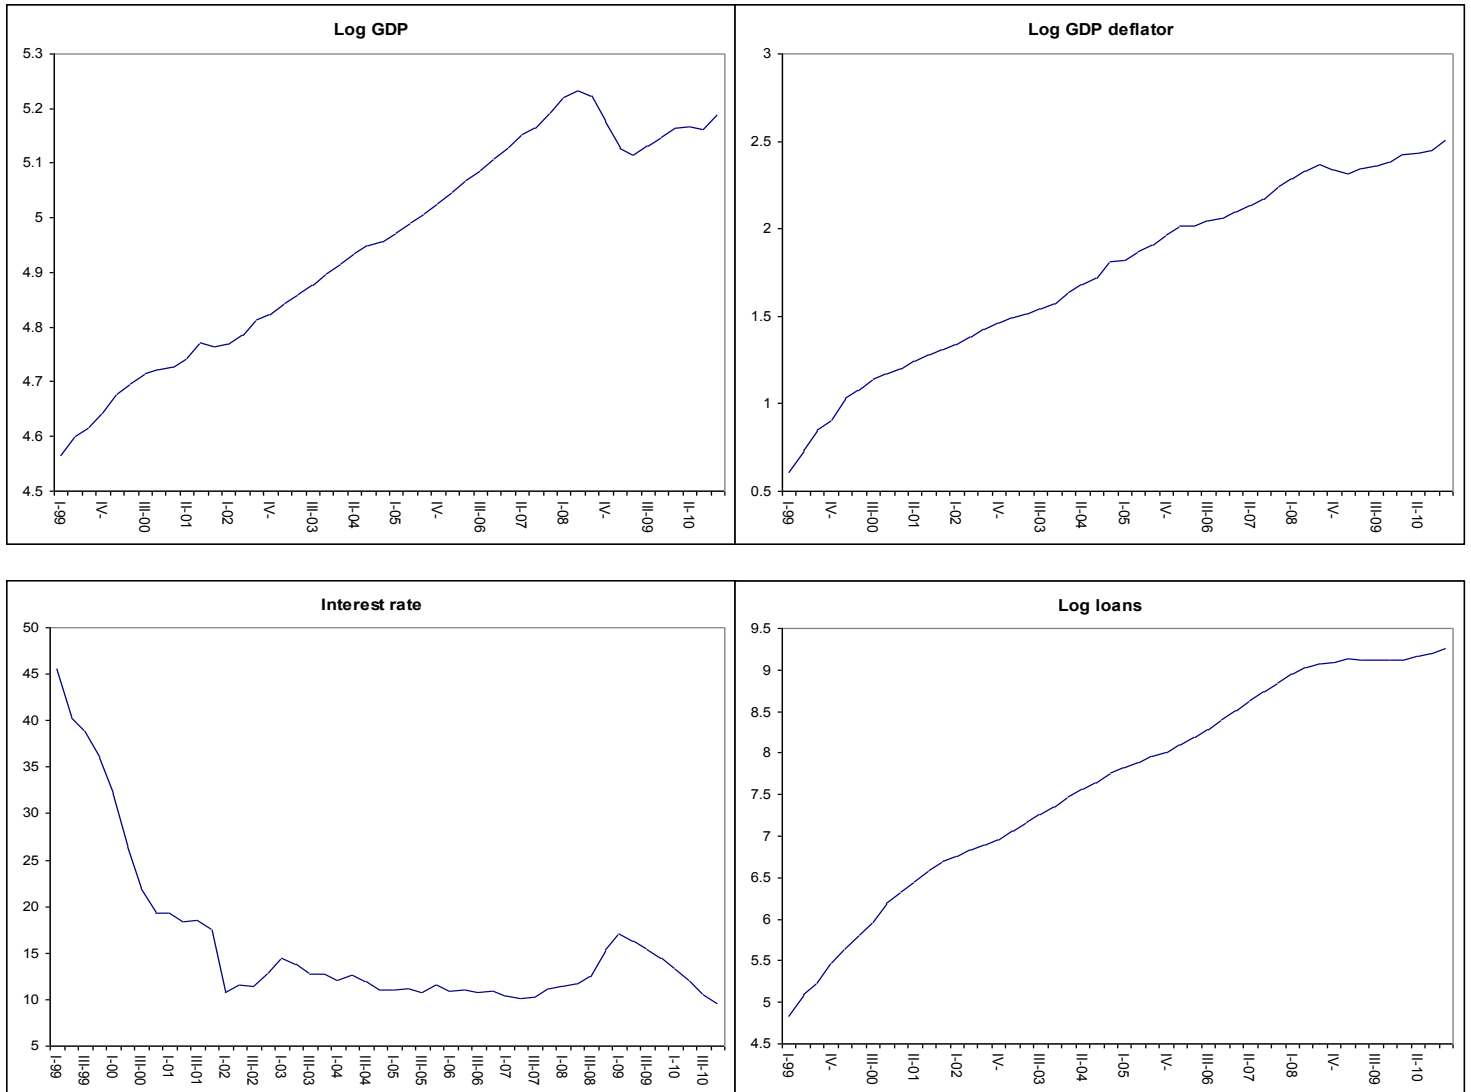 Log GDP
5.3
5.2
5.1
5
4.9
4.8
4.7
4.6
4.5
I-99
IV-
III-00
II-01
I-02
IV-
III-03
II-04
I-05
IV-
III-06
II-07
I-08
IV-
III-09
II-10
Log GDP deflator
3
2.5
2
1.5
1
0.5
I-99
IV-
III-00
II-01
I-02
IV-
III-03
II-04
I-05
IV-
III-06
II-07
I-08
IV-
III-09
II-10
Interest rate
50
45
40
35
30
25
20
15
10
5
I-99
III-99
I-00
III-00
I-01
III-01
I-02
III-02
I-03
III-03
I-04
III-04
I-05
III-05
I-06
III-06
I-07
III-07
I-08
III-08
I-09
III-09
I-10
III-10
Log loans
9.5
9
8.5
8
7.5
7
6.5
6
5.5
5
4.5
I-99
IV-
III-00
II-01
I-02
IV-
III-03
II-04
I-05
IV-
III-06
II-07
I-08
IV-
III-09
II-10